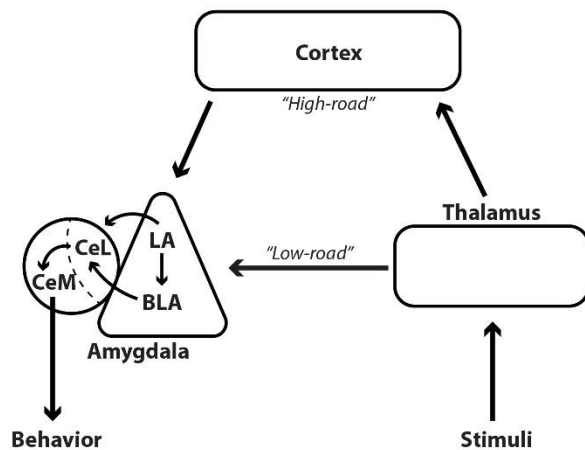 Cortex
“High-road”
Thalamus
“Low-road”
LA
CeL
CeM
BLA
Amygdala
Behavior
Stimuli